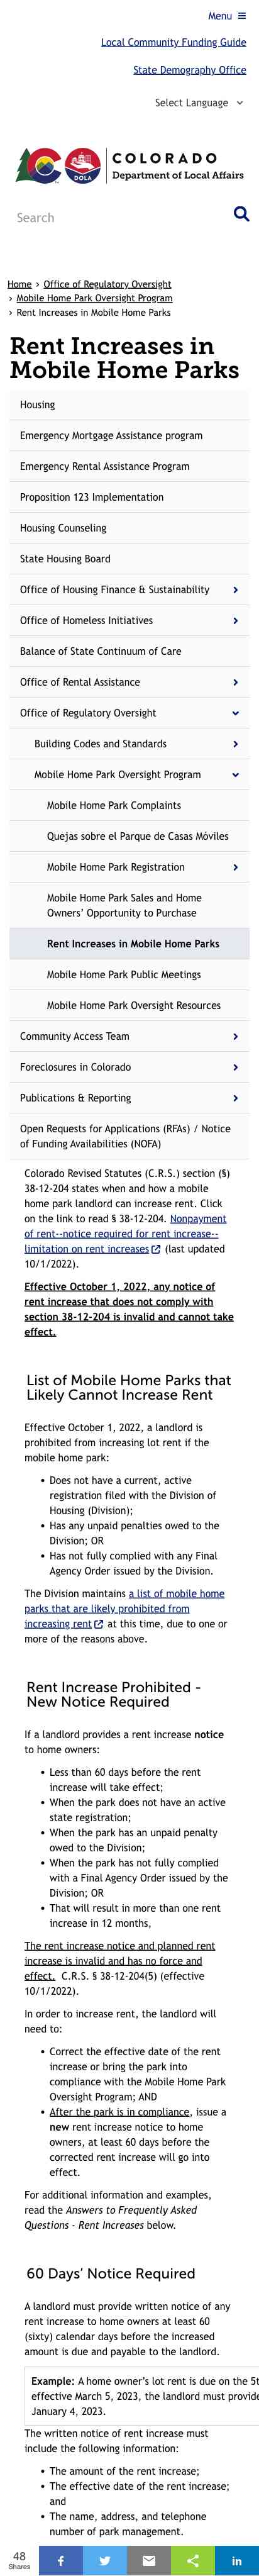 Menu
Local Community Funding Guide
State Demography Office
Select Language
COLORADO
Department of Local Affairs
DOLA
Search
Home › Office of Regulatory Oversight
› Mobile Home Park Oversight Program
› Rent Increases in Mobile Home Parks
Rent Increases in
Mobile Home Parks
Housing
Emergency Mortgage Assistance program
Emergency Rental Assistance Program
Proposition 123 Implementation
Housing Counseling
State Housing Board
Office of Housing Finance & Sustainability
Office of Homeless Initiatives
Balance of State Continuum of Care
Office of Rental Assistance
Office of Regulatory Oversight
Building Codes and Standards
Mobile Home Park Oversight Program
Mobile Home Park Complaints
Quejas sobre el Parque de Casas Móviles
Mobile Home Park Registration
Mobile Home Park Sales and Home
Owners’ Opportunity to Purchase
Rent Increases in Mobile Home Parks
Mobile Home Park Public Meetings
Mobile Home Park Oversight Resources
Community Access Team
Foreclosures in Colorado
Publications & Reporting
Open Requests for Applications (RFAs) / Notice
of Funding Availabilities (NOFA)
Colorado Revised Statutes (C.R.S.) section (§)
38-12-204 states when and how a mobile
home park landlord can increase rent. Click
on the link to read § 38-12-204. Nonpayment
of rent--notice required for rent increase--
limitation on rent increases (last updated
10/1/2022).
Effective October 1, 2022, any notice of
rent increase that does not comply with
section 38-12-204 is invalid and cannot take
effect.
List of Mobile Home Parks that
Likely Cannot Increase Rent
Effective October 1, 2022, a landlord is
prohibited from increasing lot rent if the
mobile home park:
• Does not have a current, active
registration filed with the Division of
Housing (Division);
• Has any unpaid penalties owed to the
Division; OR
• Has not fully complied with any Final
Agency Order issued by the Division.
The Division maintains a list of mobile home
parks that are likely prohibited from
increasing rent at this time, due to one or
more of the reasons above.
Rent Increase Prohibited -
New Notice Required
If a landlord provides a rent increase notice
to home owners:
• Less than 60 days before the rent
increase will take effect;
• When the park does not have an active
state registration;
• When the park has an unpaid penalty
owed to the Division;
• When the park has not fully complied
with a Final Agency Order issued by the
Division; OR
• That will result in more than one rent
increase in 12 months,
The rent increase notice and planned rent
increase is invalid and has no force and
effect. C.R.S. § 38-12-204(5) (effective
10/1/2022).
In order to increase rent, the landlord will
need to:
• Correct the effective date of the rent
increase or bring the park into
compliance with the Mobile Home Park
Oversight Program; AND
• After the park is in compliance, issue a
new rent increase notice to home
owners, at least 60 days before the
corrected rent increase will go into
effect.
For additional information and examples,
read the Answers to Frequently Asked
Questions - Rent Increases below.
60 Days’ Notice Required
A landlord must provide written notice of any
rent increase to home owners at least 60
(sixty) calendar days before the increased
amount is due and payable to the landlord.
Example: A home owner’s lot rent is due on the 5t
effective March 5, 2023, the landlord must provide
January 4, 2023.
The written notice of rent increase must
include the following information:
• The amount of the rent increase;
• The effective date of the rent increase;
and
• The name, address, and telephone
number of park management.
48
Shares